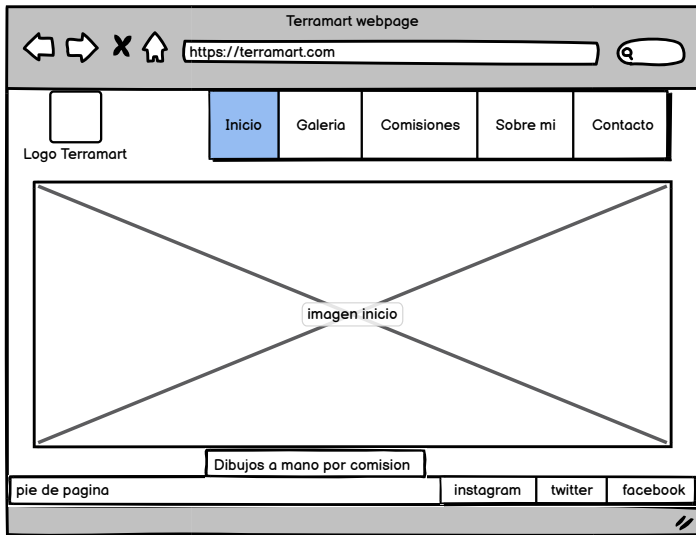 Terramart webpage
https://terramart.com
Inicio Galeria Comisiones Sobre mi Contacto
Logo Terramart
imagen inicio
Dibujos a mano por comision
pie de pagina instagram twitter facebook